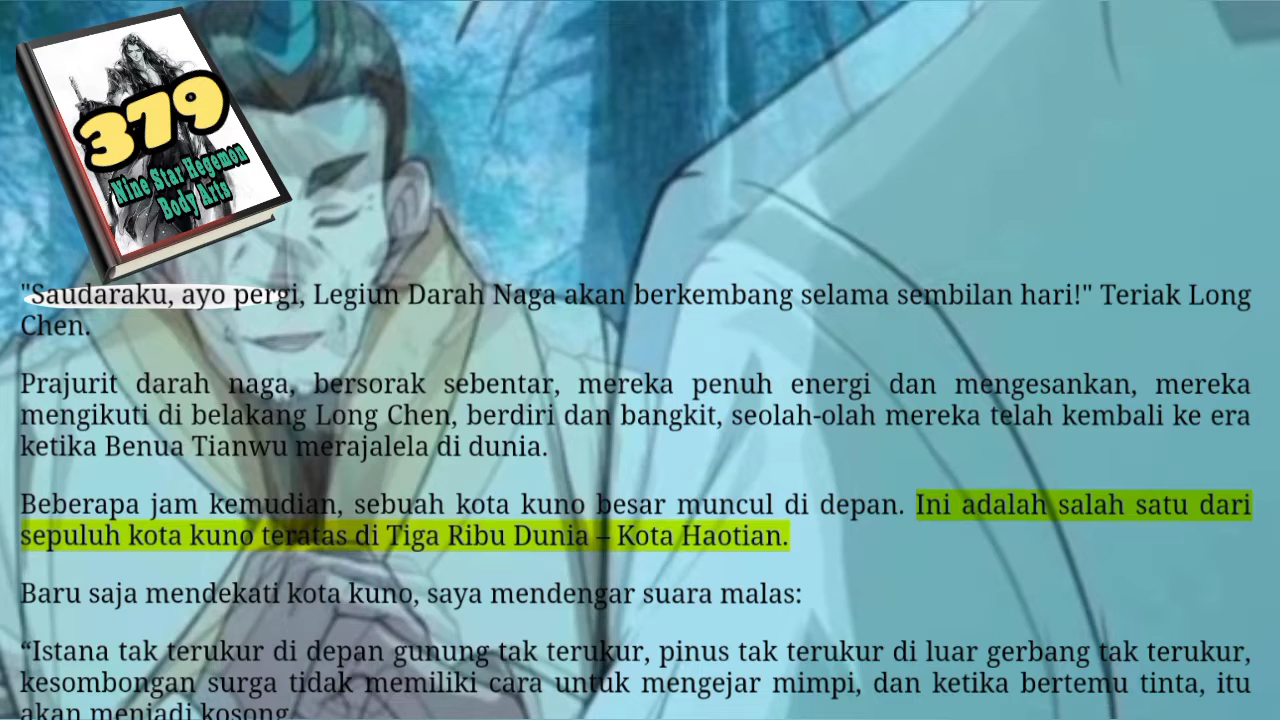 379
Nine Star Hegemon
Body Arts
"Saudaraku, ayo pergi, Legiun Darah Naga akan berkembang selama sembilan hari!" Teriak Long
Chen.
Prajurit darah naga, bersorak sebentar, mereka penuh energi dan mengesankan, mereka
mengikuti di belakang Long Chen, berdiri dan bangkit, seolah-olah mereka telah kembali ke era
ketika Benua Tianwu merajalela di dunia.
Beberapa jam kemudian, sebuah kota kuno besar muncul di depan. Ini adalah salah satu dari
sepuluh kota kuno teratas di Tiga Ribu Dunia – Kota Haotian.
Baru saja mendekati kota kuno, saya mendengar suara malas:
“Istana tak terukur di depan gunung tak terukur, pinus tak terukur di luar gerbang tak terukur,
kesombongan surga tidak memiliki cara untuk mengejar mimpi, dan ketika bertemu tinta, itu
akan menjadi kosong